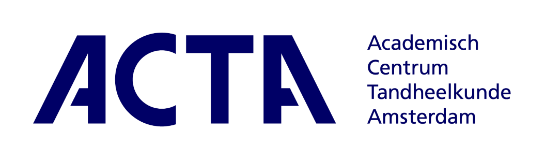 ACTA
Academisch
Centrum
Tandheelkunde
Amsterdam